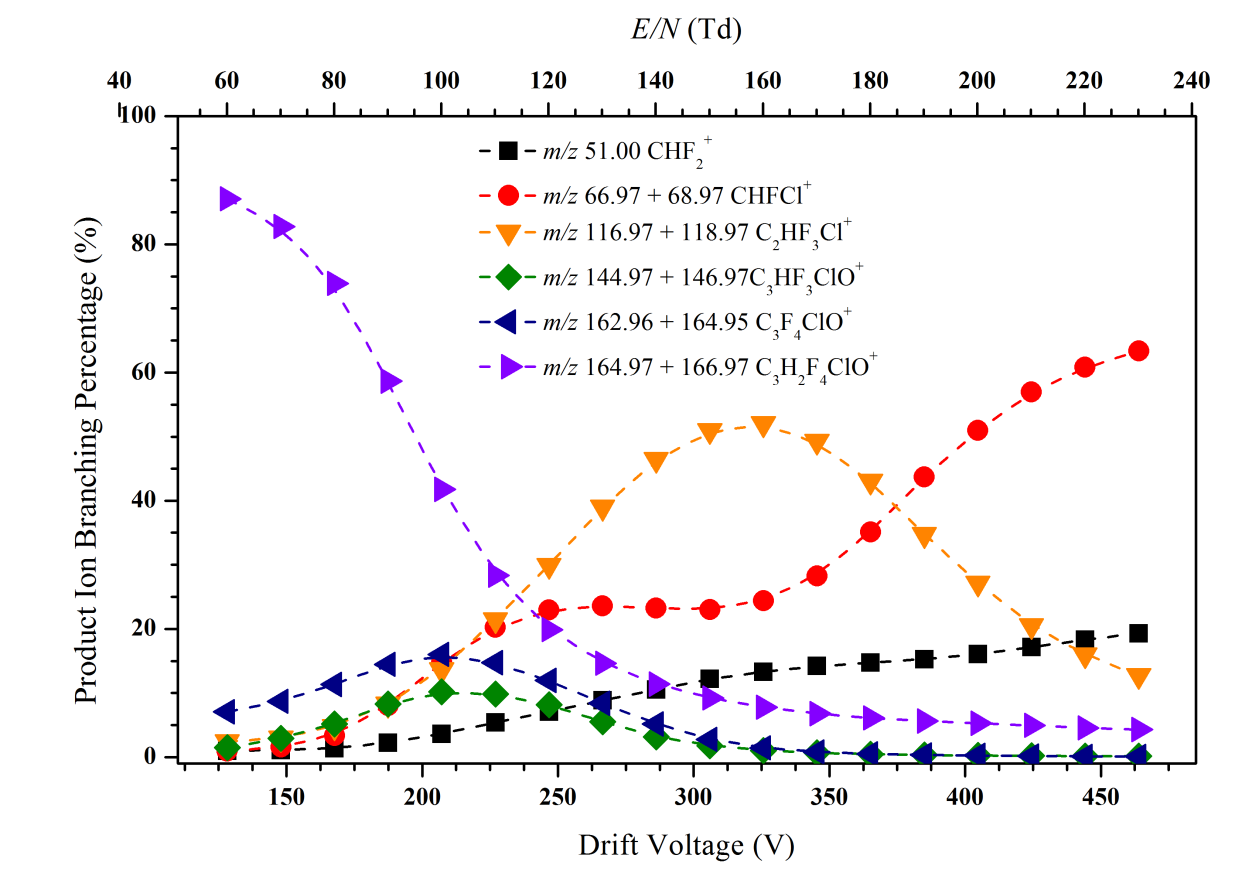 E/N (Td)
40 60 80 100 120 140 160 180 200 220 240
100
80
60
40
20
0
Product Ion Branching Percentage (%)
m/z 51.00 CHF₂⁺
m/z 66.97 + 68.97 CHFCl⁺
m/z 116.97 + 118.97 C₂HF₃Cl⁺
m/z 144.97 + 146.97C₃HF₃ClO⁺
m/z 162.96 + 164.95 C₃F₄ClO⁺
m/z 164.97 + 166.97 C₃H₂F₄ClO⁺
150 200 250 300 350 400 450
Drift Voltage (V)